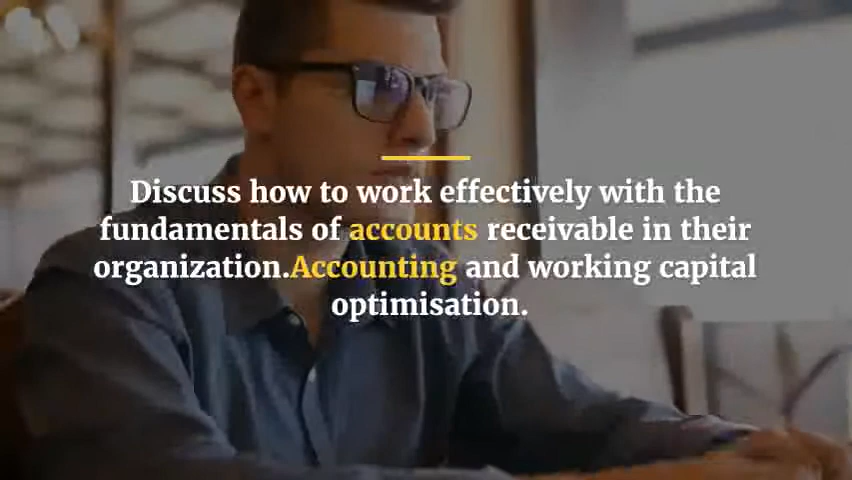 Discuss how to work effectively with the
fundamentals of accounts receivable in their
organization.Accounting and working capital
optimisation.